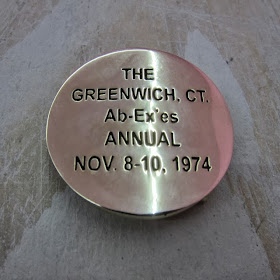 THE
GREENWICH, CT.
Ab-Ex'es
ANNUAL
NOV. 8-10, 1974